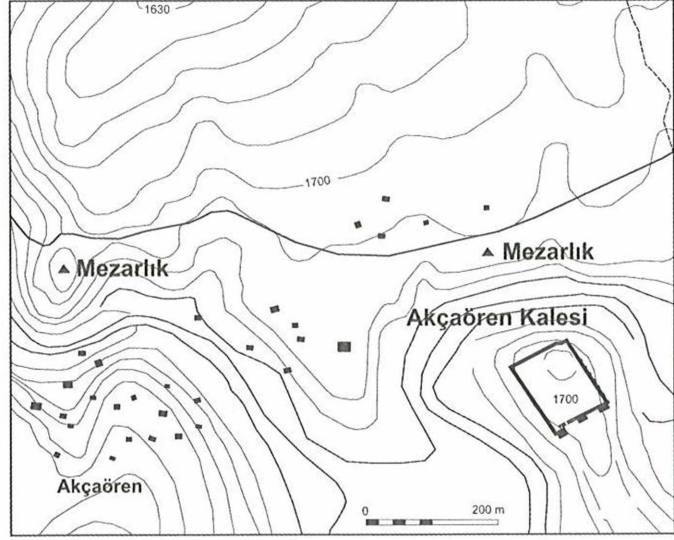 1630
1700
Mezarlık
Mezarlık
Akçaören Kalesi
1700
Akçaören
0 200 m